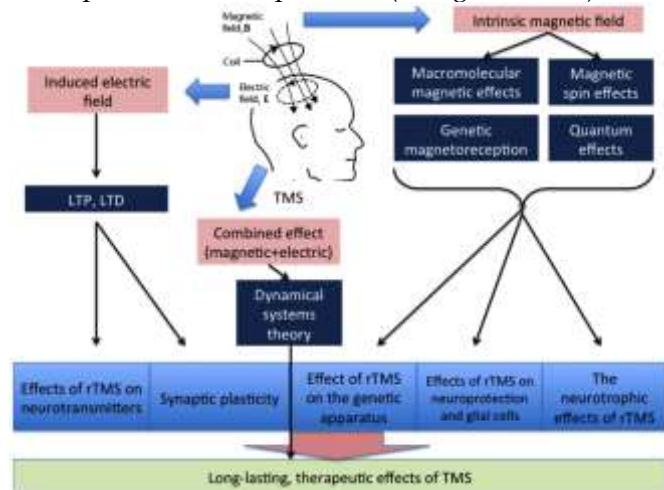 Magnetic
field,B
Coil
Electric
field, E
TMS
Intrinsic magnetic field
Induced electric
field
Macromolecular
magnetic effects
Magnetic
spin effects
Genetic
magnetoreception
Quantum
effects
LTP, LTD
Combined effect
(magnetic+electric)
Dynamical
systems
theory
Effects of rTMS on
neurotransmitters
Synaptic plasticity
Effect of rTMS
on the genetic
apparatus
Effects of rTMS on
neuroprotection
and glial cells
The
neurotrophic
effects of rTMS
Long-lasting, therapeutic effects of TMS